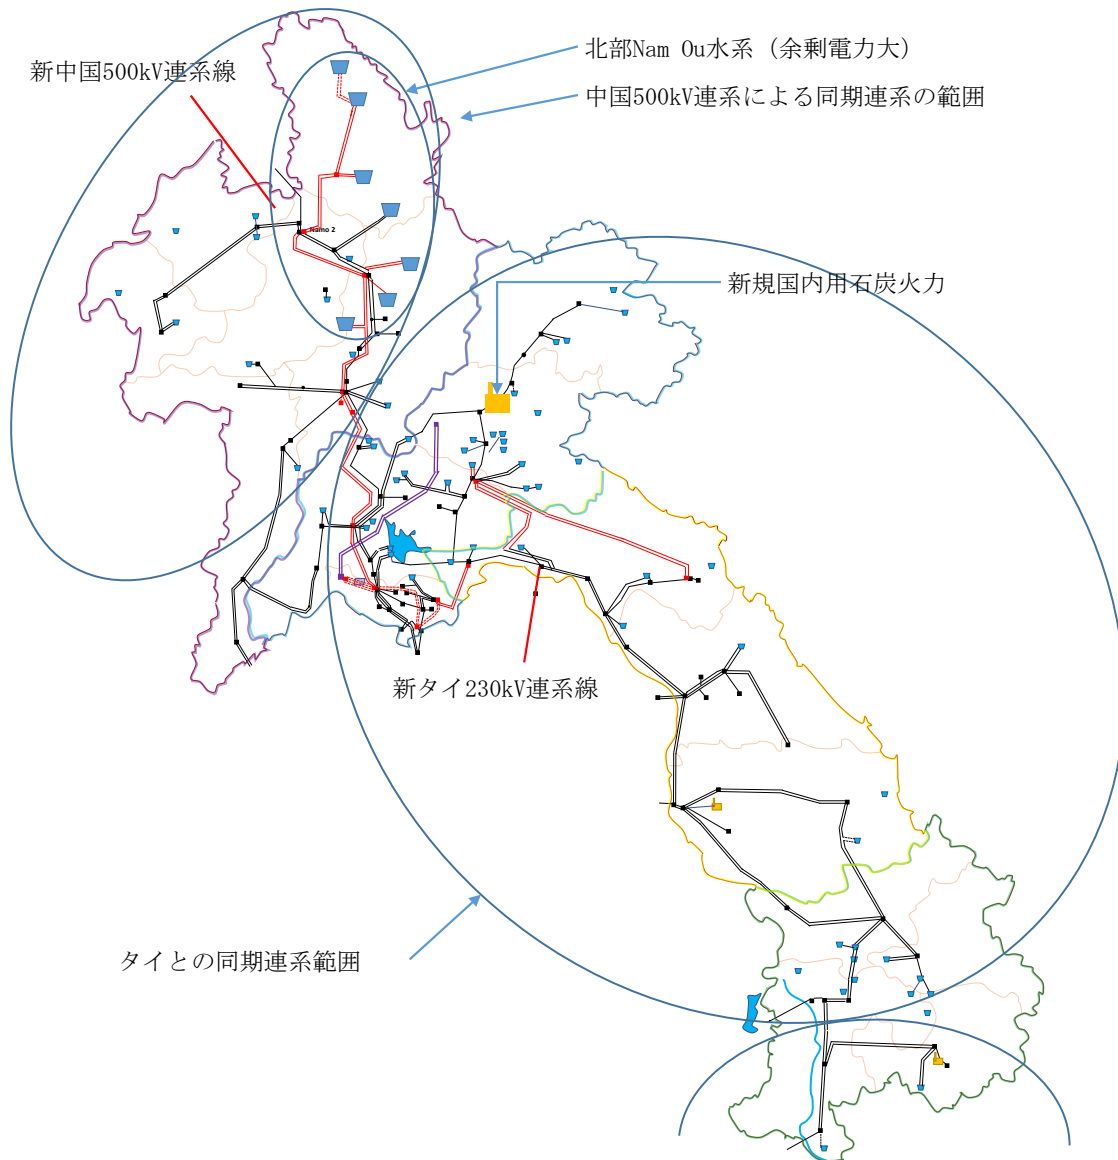 北部Nam Ou水系（余剰電力大）
新中国500kV連系線
中国500kV連系による同期連系の範囲
Namo 2
新規国内用石炭火力
新タイ230kV連系線
タイとの同期連系範囲